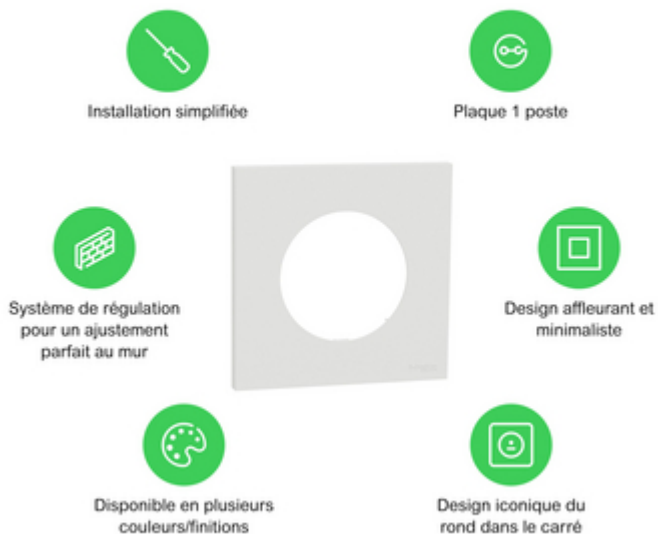 Installation simplifiée
Plaque 1 poste
Système de régulation
pour un ajustement
parfait au mur
Design affleurant et
minimaliste
Disponible en plusieurs
couleurs/finitions
Design iconique du
rond dans le carré